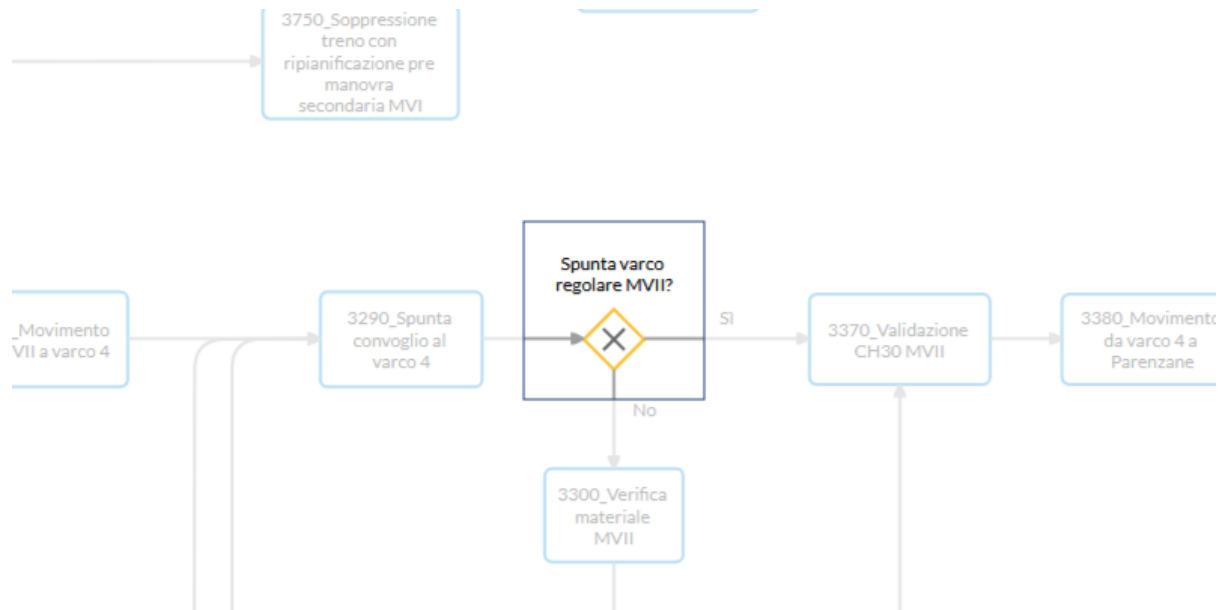 3750_Soppressione
treno con
ripianificazione pre
manovra
secondaria MVI
Spunta varco
regolare MVII?
_Movimento
VII a varco 4
3290_Spunta
convoglio al
varco 4
Sì
3370_Validazione
CH30 MVII
3380_Movimento
da varco 4 a
Parenzane
No
3300_Verifica
materiale
MVII